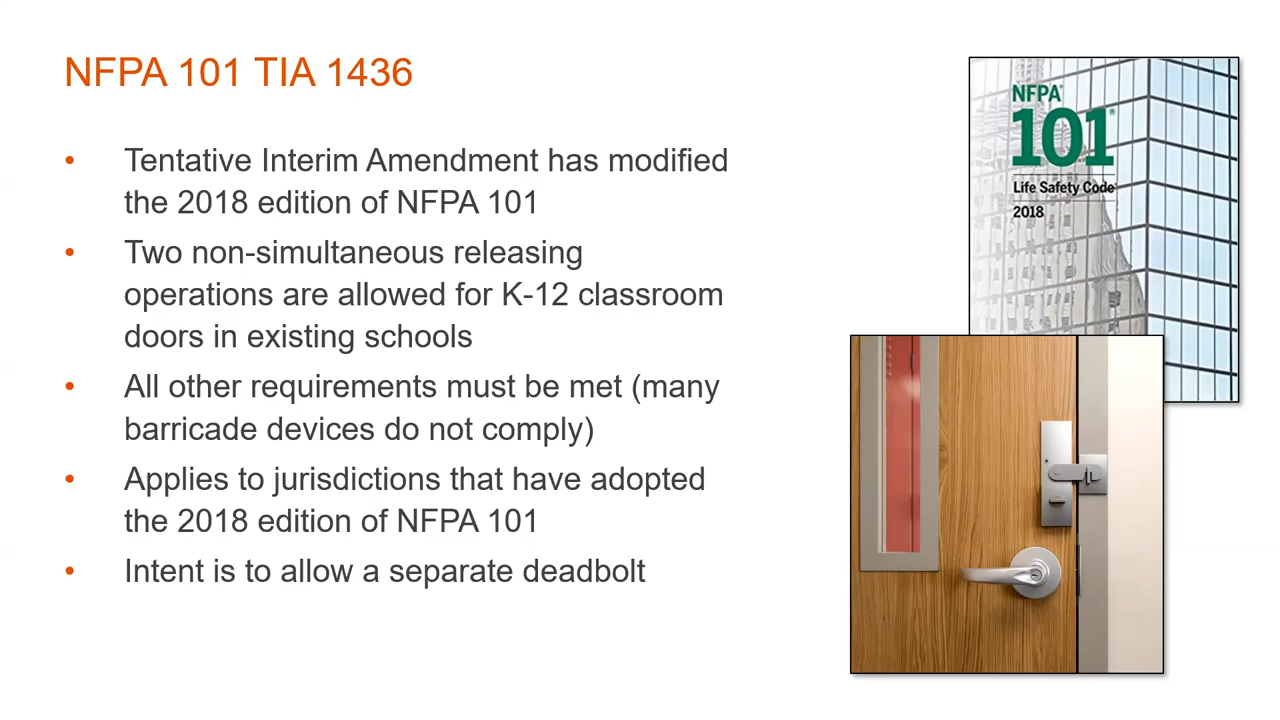 NFPA 101 TIA 1436
• Tentative Interim Amendment has modified
the 2018 edition of NFPA 101
• Two non-simultaneous releasing
operations are allowed for K-12 classroom
doors in existing schools
• All other requirements must be met (many
barricade devices do not comply)
• Applies to jurisdictions that have adopted
the 2018 edition of NFPA 101
• Intent is to allow a separate deadbolt
NFPA®
101®
Life Safety Code®
2018